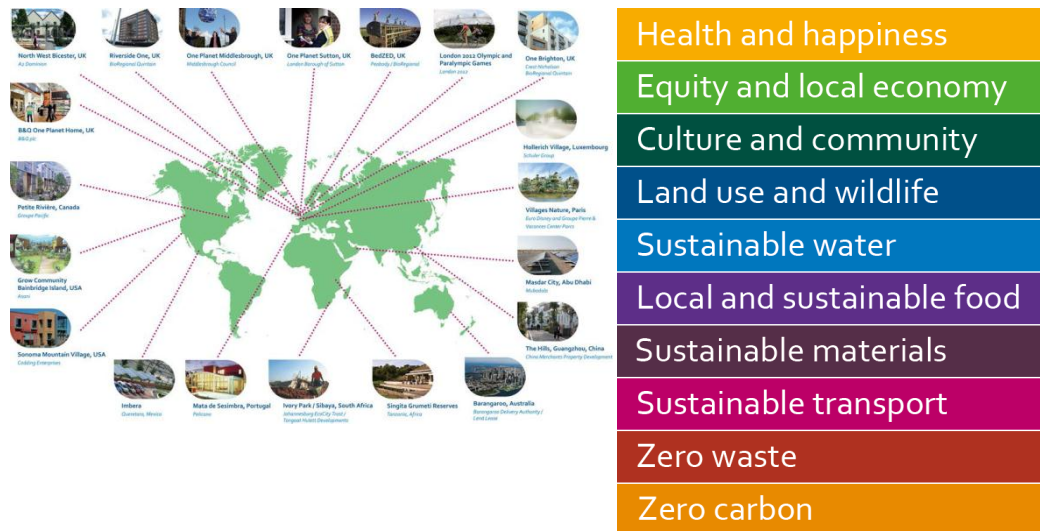 North West Bicester, UK
A2 Dominion
Riverside One, UK
BioRegional Quintain
One Planet Middlesbrough, UK
Middlesbrough Council
One Planet Sutton, UK
London Borough of Sutton
BedZED, UK
Peabody / BioRegional
London 2012 Olympic and
Paralympic Games
London 2012
One Brighton, UK
Crest Nicholson
BioRegional Quintain
B&Q One Planet Home, UK
B&Q plc
Hollerich Village, Luxembourg
Schuler Group
Petite Rivière, Canada
Groupe Pacific
Villages Nature, Paris
Euro Disney and Groupe Pierre &
Vacances Center Parcs
Grow Community
Bainbridge Island, USA
Asani
Masdar City, Abu Dhabi
Mubadala
Sonoma Mountain Village, USA
Codding Enterprises
The Hills, Guangzhou, China
China Merchants Property Development
Imbera
Queretaro, Mexico
Mata de Sesimbra, Portugal
Pelicano
Ivory Park / Sibaya, South Africa
Johannesburg EcoCity Trust /
Tongaat Hulett Developments
Singita Grumeti Reserves
Tanzania, Africa
Barangaroo, Australia
Barangaroo Delivery Authority /
Lend Lease
Health and happiness
Equity and local economy
Culture and community
Land use and wildlife
Sustainable water
Local and sustainable food
Sustainable materials
Sustainable transport
Zero waste
Zero carbon